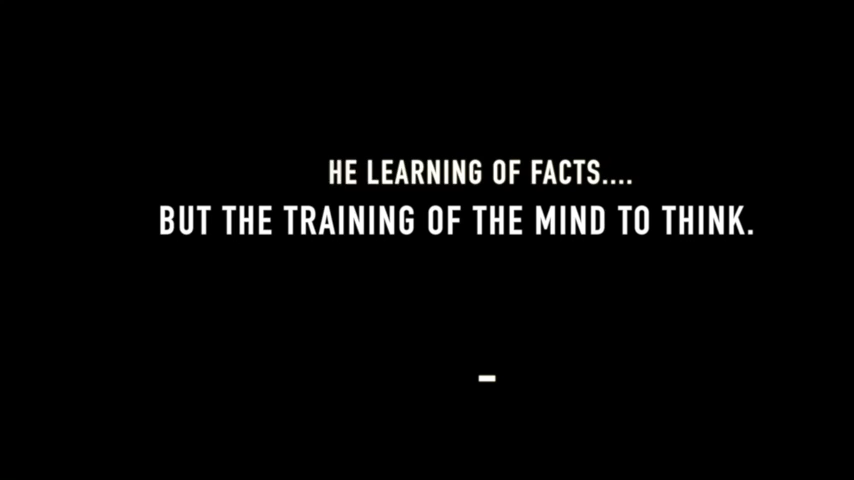 HE LEARNING OF FACTS....
BUT THE TRAINING OF THE MIND TO THINK.
-